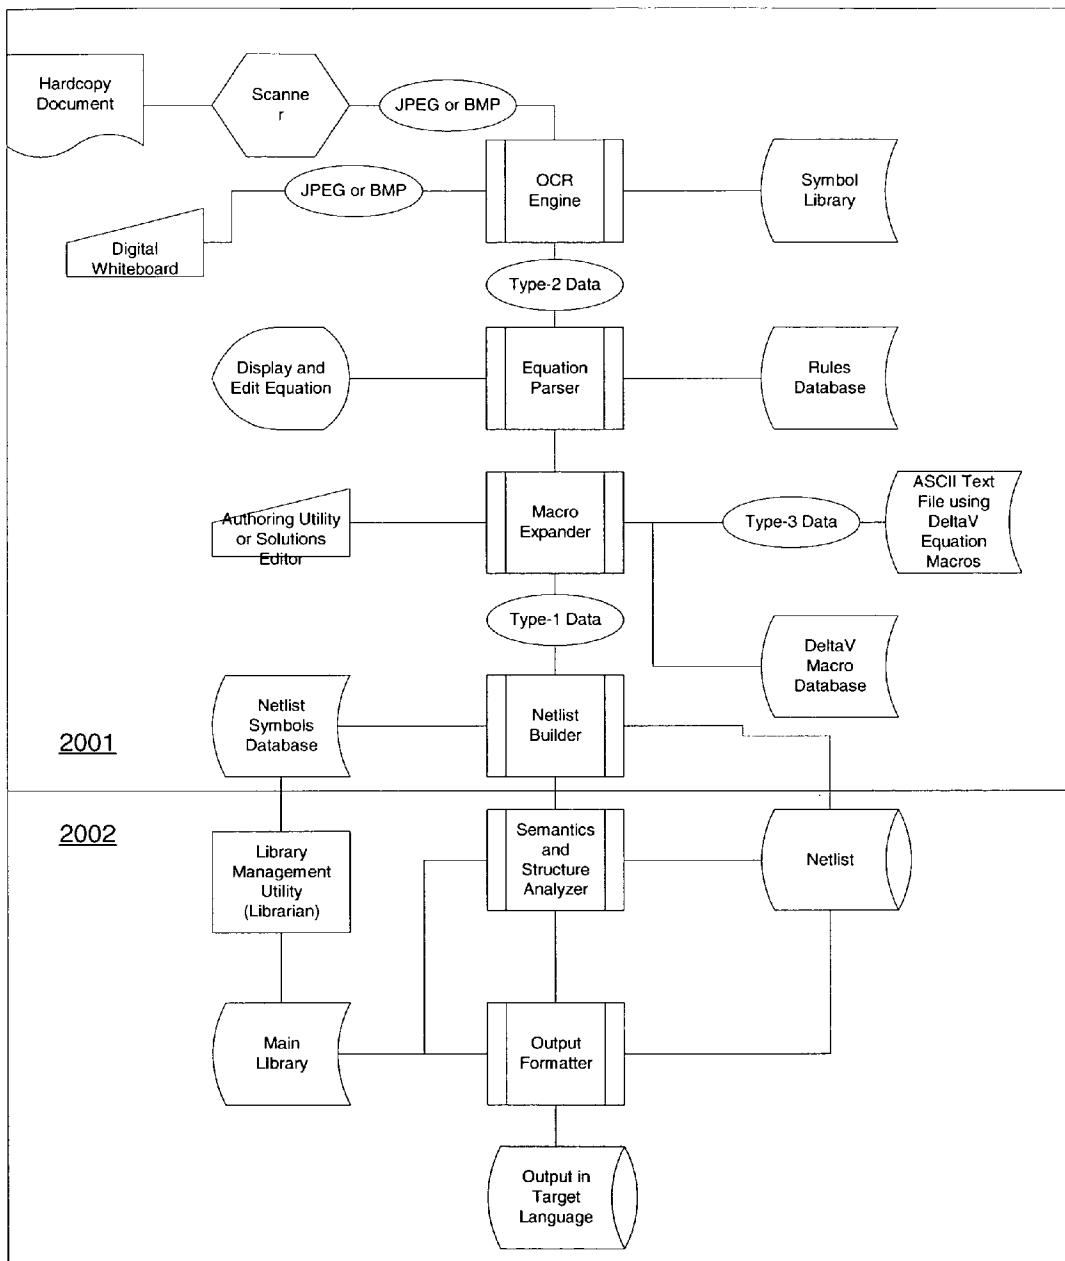 Hardcopy
Document
Scanne
r
JPEG or BMP
OCR
Engine
Symbol
Library
JPEG or BMP
Digital
Whiteboard
Type-2 Data
Display and
Edit Equation
Equation
Parser
Rules
Database
Authoring Utility
or Solutions
Editor
Macro
Expander
Type-3 Data
ASCII Text
File using
DeltaV
Equation
Macros
Type-1 Data
DeltaV
Macro
Database
Netlist
Symbols
Database
Netlist
Builder
2001
2002
Library
Management
Utility
(Librarian)
Semantics
and
Structure
Analyzer
Netlist
Main
Library
Output
Formatter
Output in
Target
Language